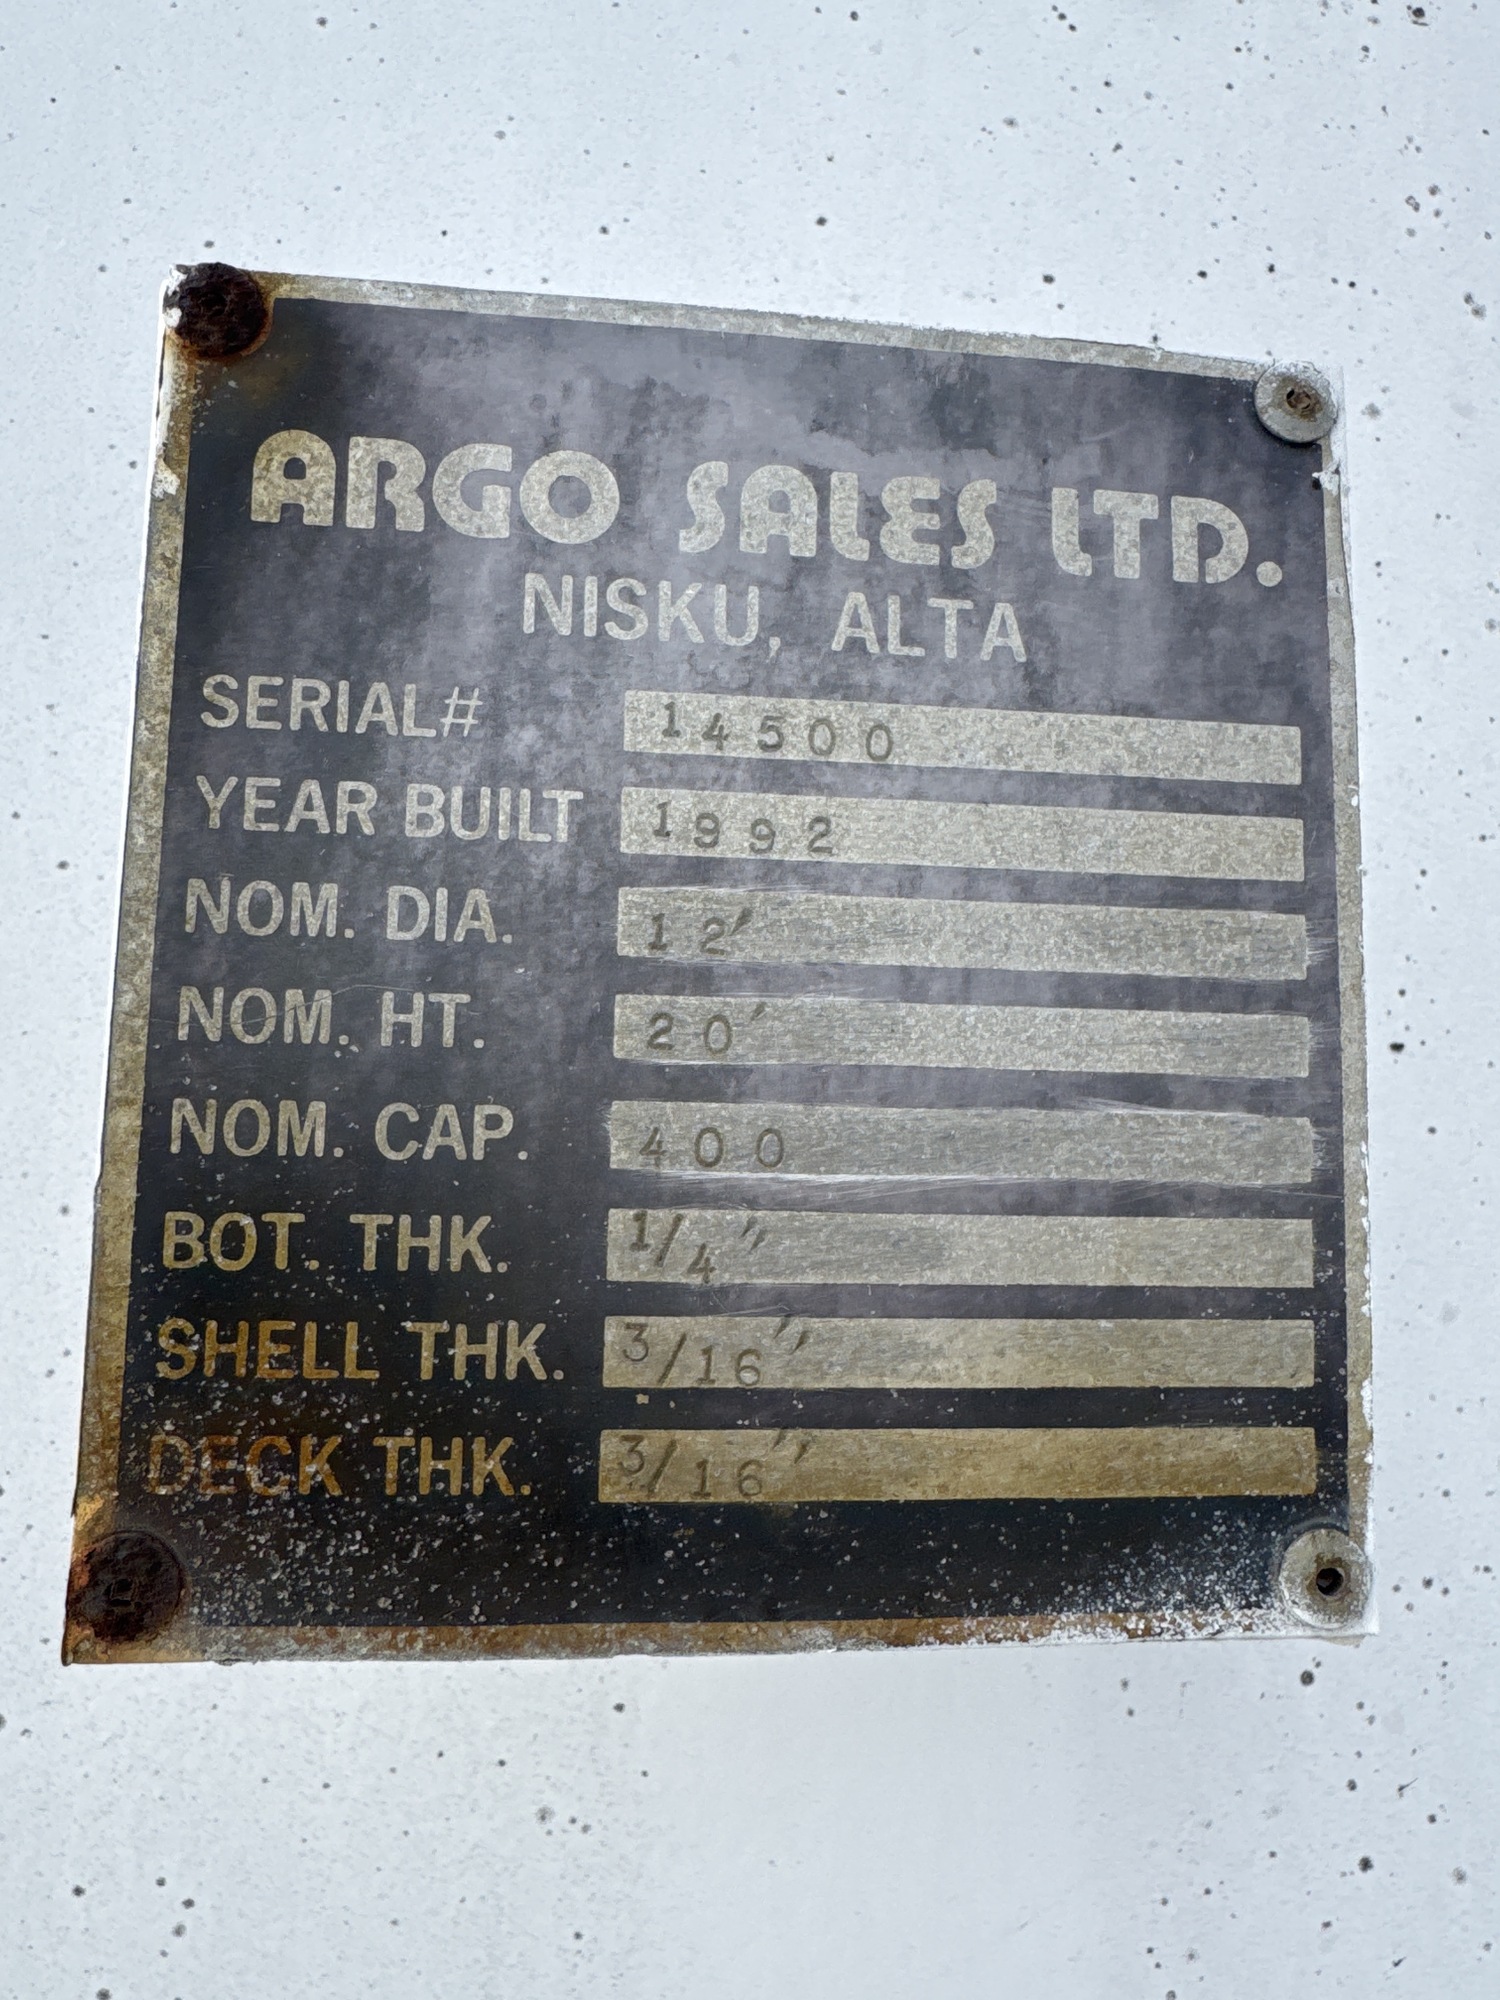 ARGO SALES LTD.
NISKU, ALTA
SERIAL# 14500
YEAR BUILT 1992
NOM. DIA. 12'
NOM. HT. 20'
NOM. CAP. 400
BOT. THK. 1/4"
SHELL THK. 3/16"
DECK THK. 3/16"